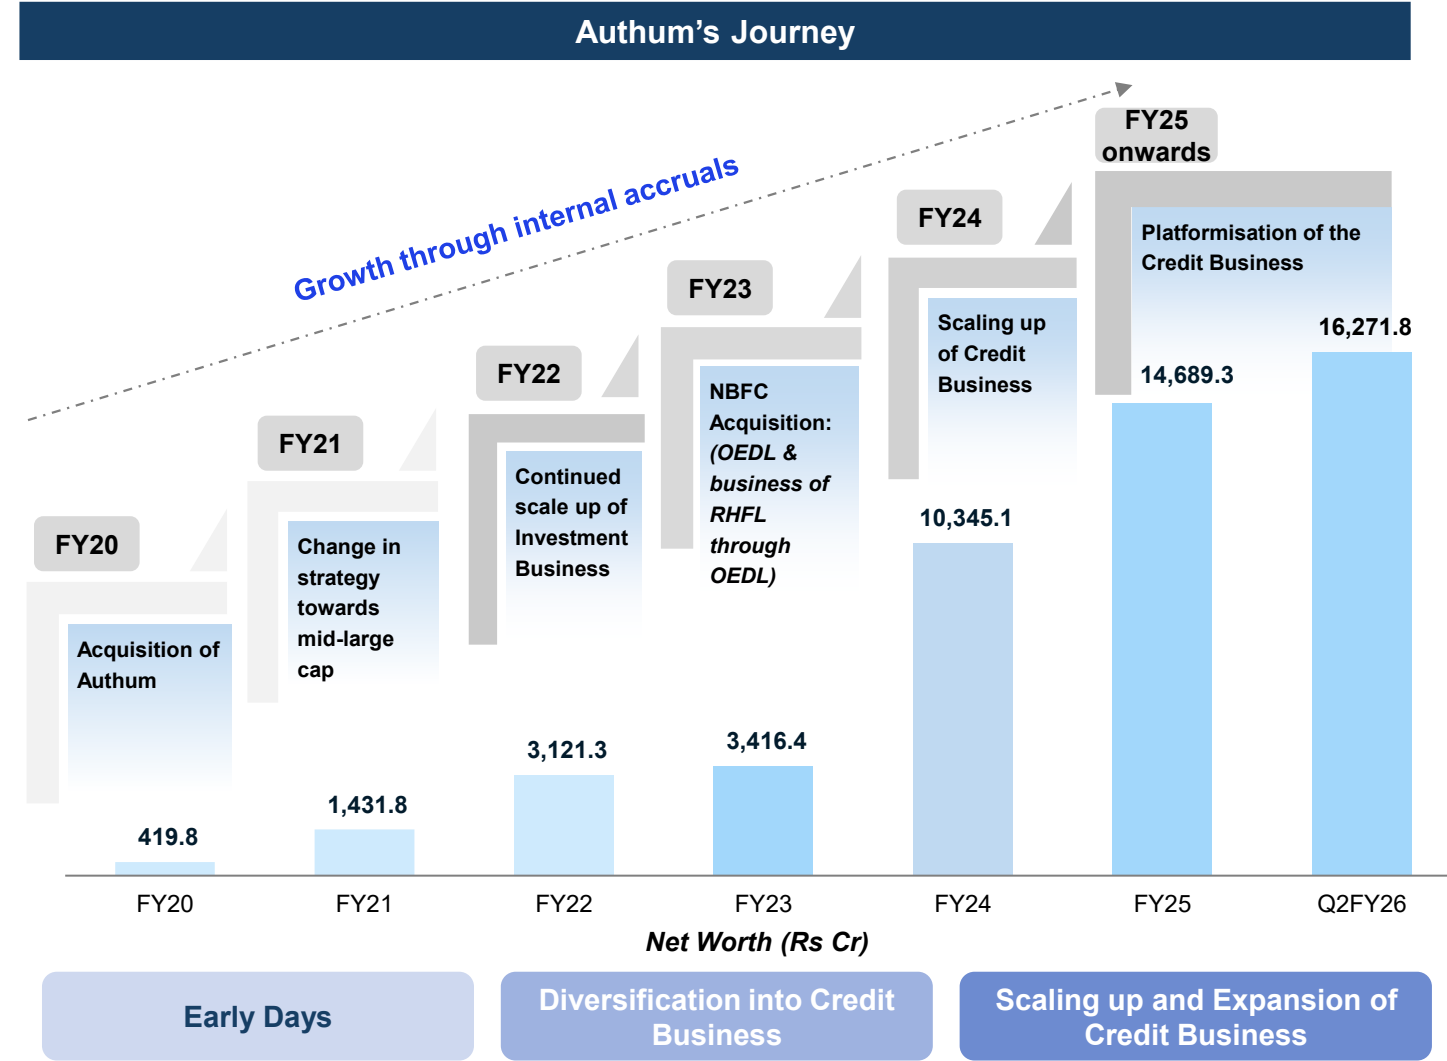 Authum’s Journey
Growth through internal accruals
FY20
Acquisition of
Authum
FY21
Change in
strategy
towards
mid-large
cap
FY22
Continued
scale up of
Investment
Business
FY23
NBFC
Acquisition:
(OEDL &
business of
RHFL
through
OEDL)
FY24
Scaling up
of Credit
Business
FY25
onwards
Platformisation of the
Credit Business
419.8
1,431.8
3,121.3
3,416.4
10,345.1
14,689.3
16,271.8
FY20
FY21
FY22
FY23
FY24
FY25
Q2FY26
Net Worth (Rs Cr)
Early Days
Diversification into Credit
Business
Scaling up and Expansion of
Credit Business